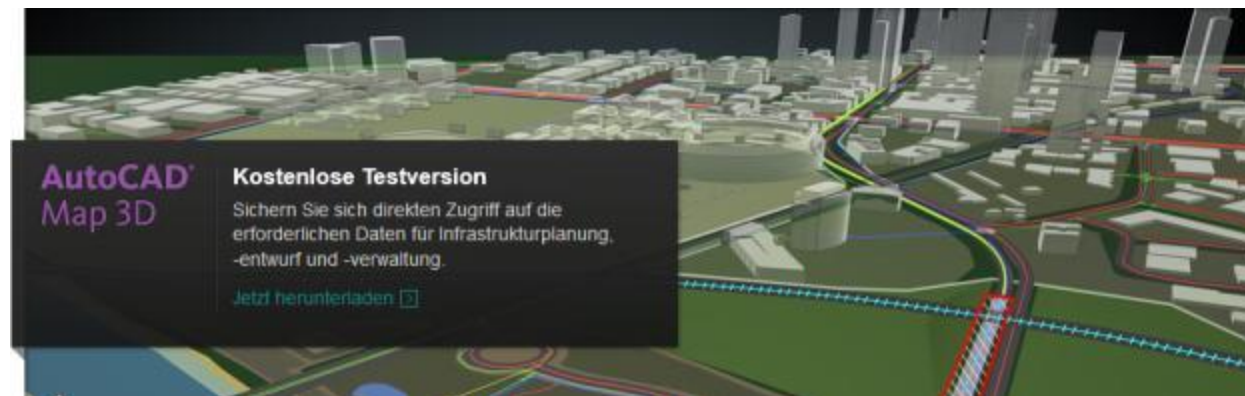 AutoCAD®
Map 3D
Kostenlose Testversion
Sichern Sie sich direkten Zugriff auf die
erforderlichen Daten für Infrastrukturplanung,
-entwurf und -verwaltung.
Jetzt herunterladen